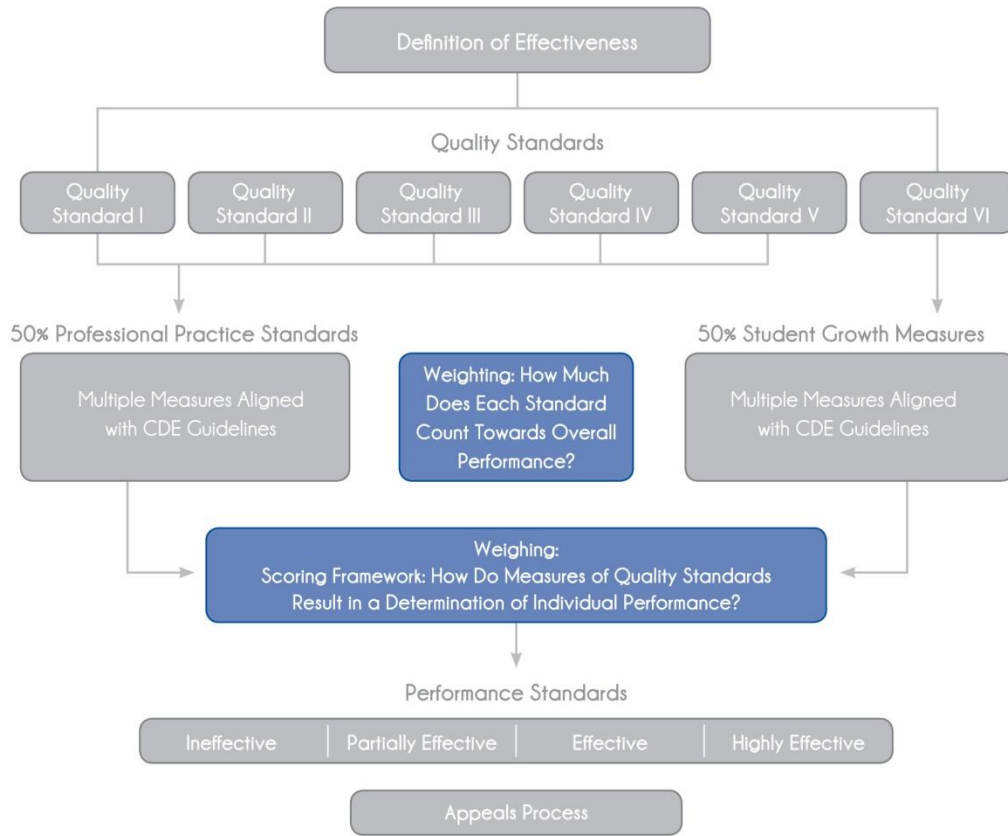 Definition of Effectiveness
Quality Standards
Quality
Standard I
Quality
Standard II
Quality
Standard III
Quality
Standard IV
Quality
Standard V
Quality
Standard VI
50% Professional Practice Standards
Multiple Measures Aligned
with CDE Guidelines
Weighting: How Much
Does Each Standard
Count Towards Overall
Performance?
50% Student Growth Measures
Multiple Measures Aligned
with CDE Guidelines
Weighing:
Scoring Framework: How Do Measures of Quality Standards
Result in a Determination of Individual Performance?
Performance Standards
Ineffective
Partially Effective
Effective
Highly Effective
Appeals Process